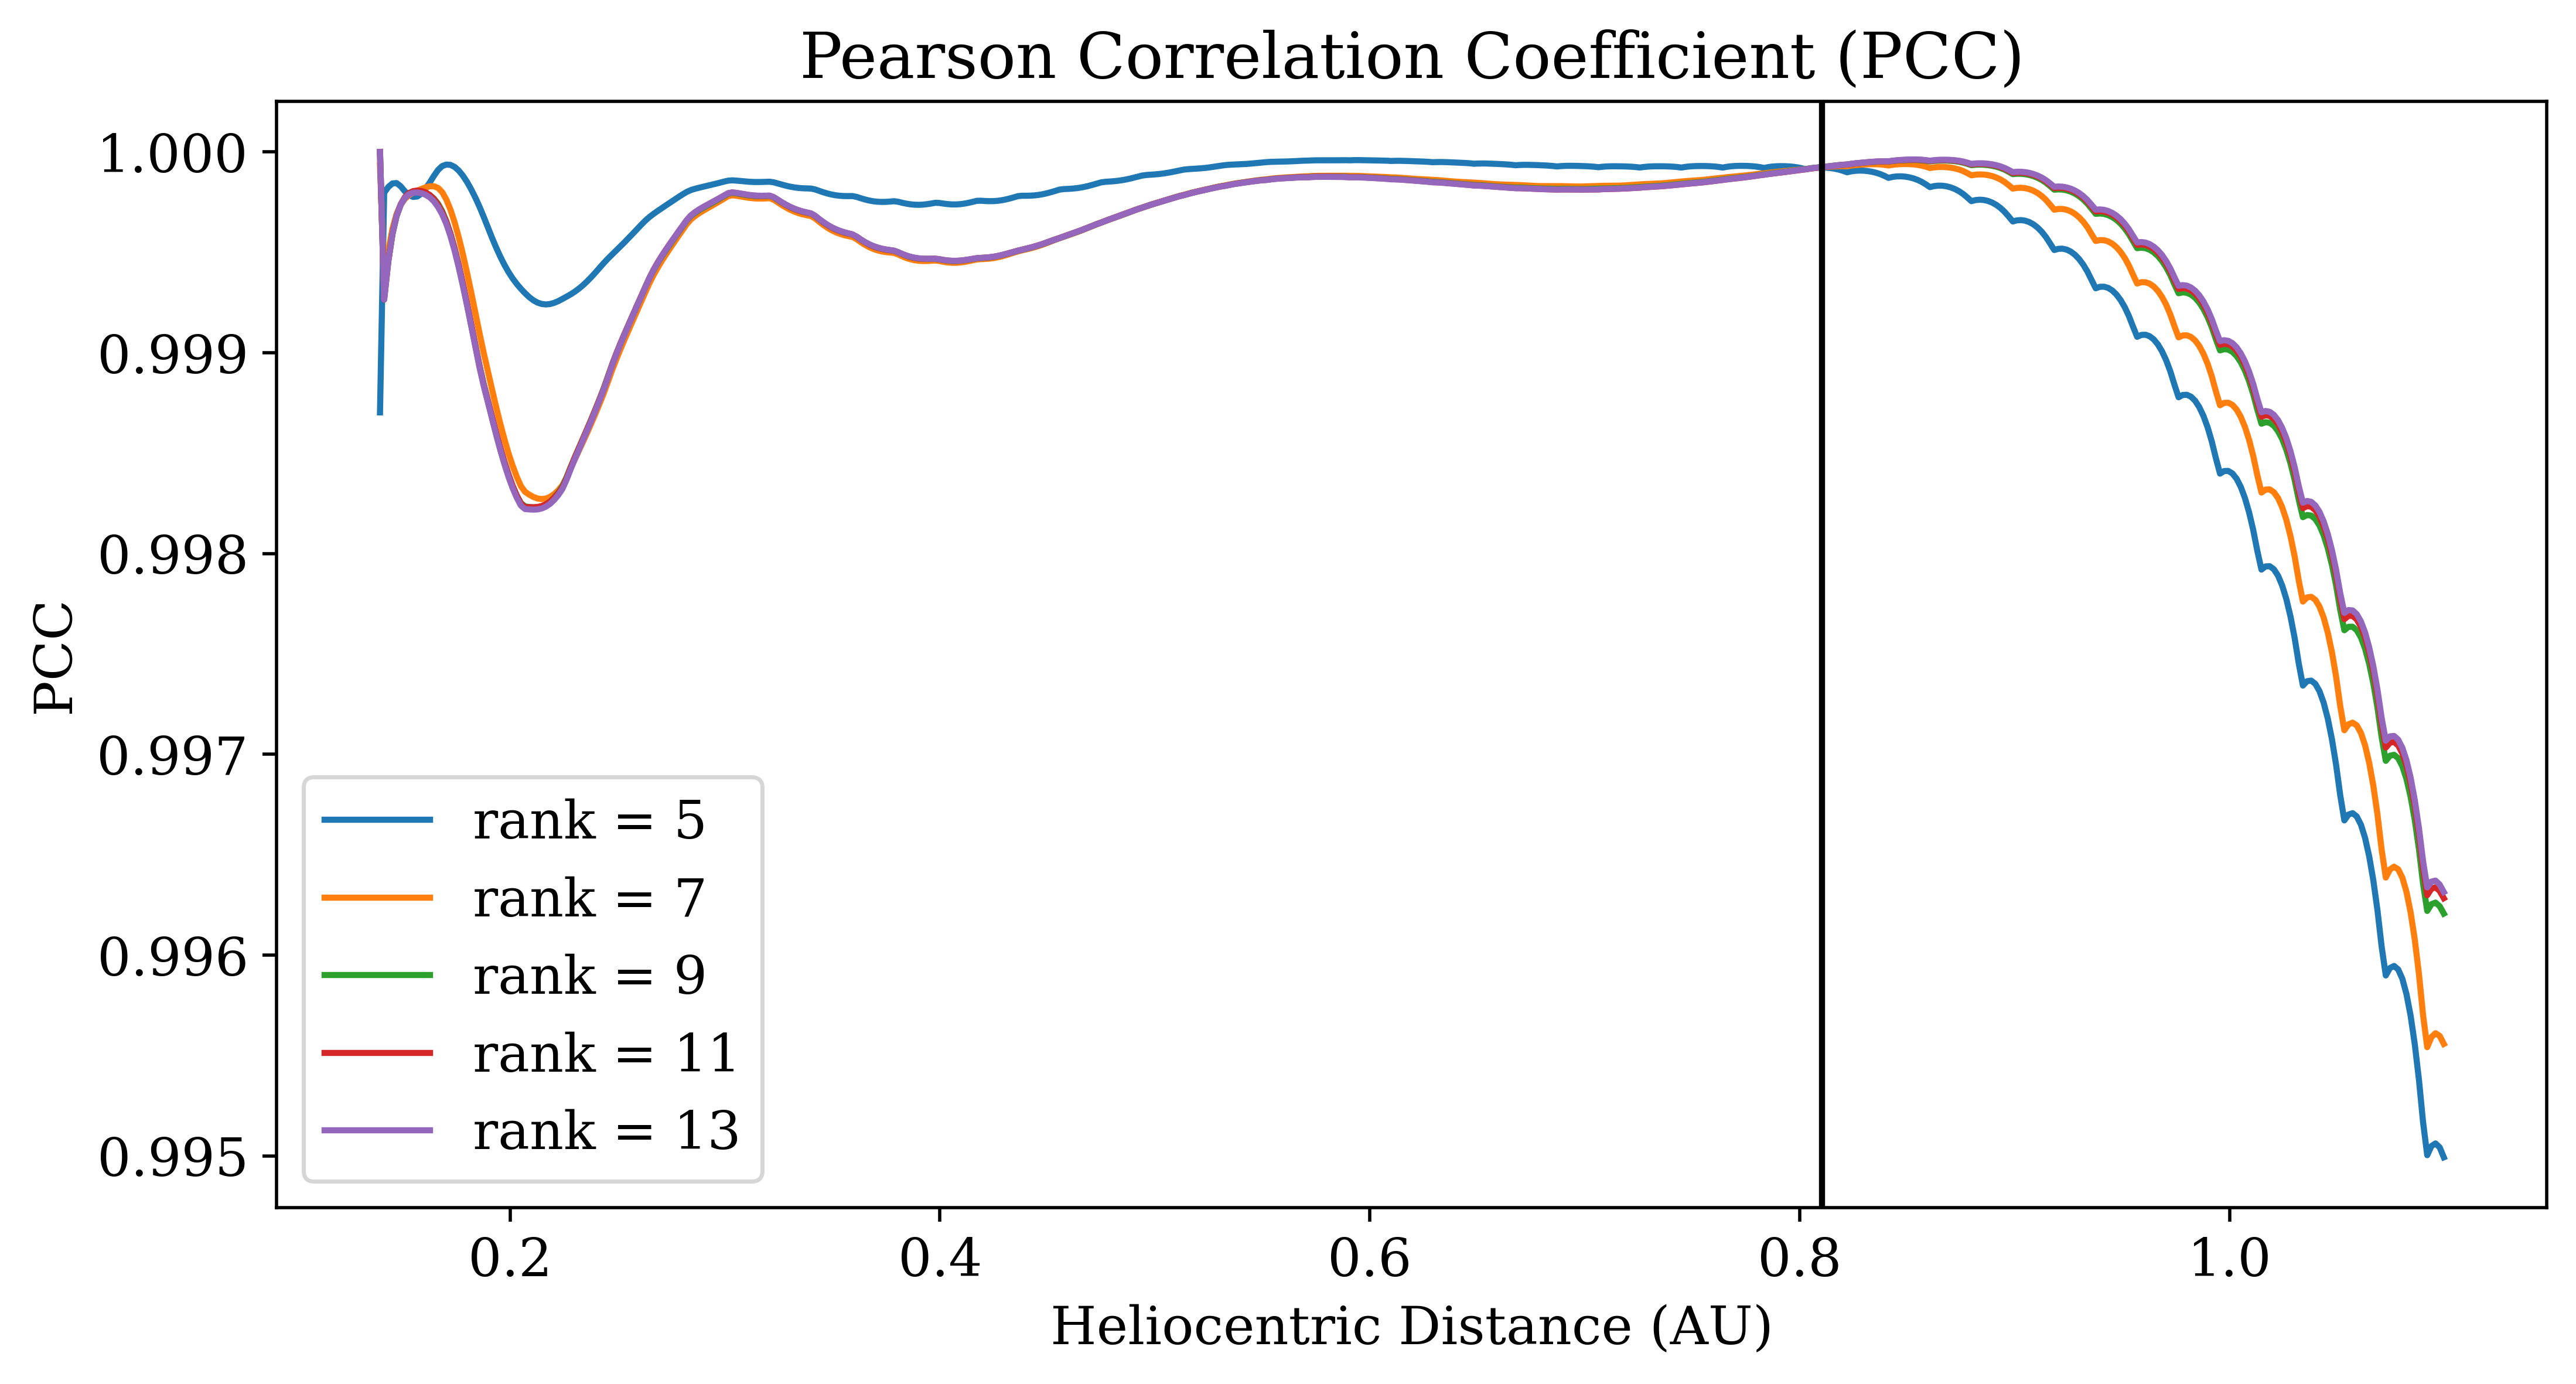 Pearson Correlation Coefficient (PCC)
1.000
0.999
0.998
0.997
0.996
0.995
PCC
rank = 5
rank = 7
rank = 9
rank = 11
rank = 13
0.2 0.4 0.6 0.8 1.0
Heliocentric Distance (AU)